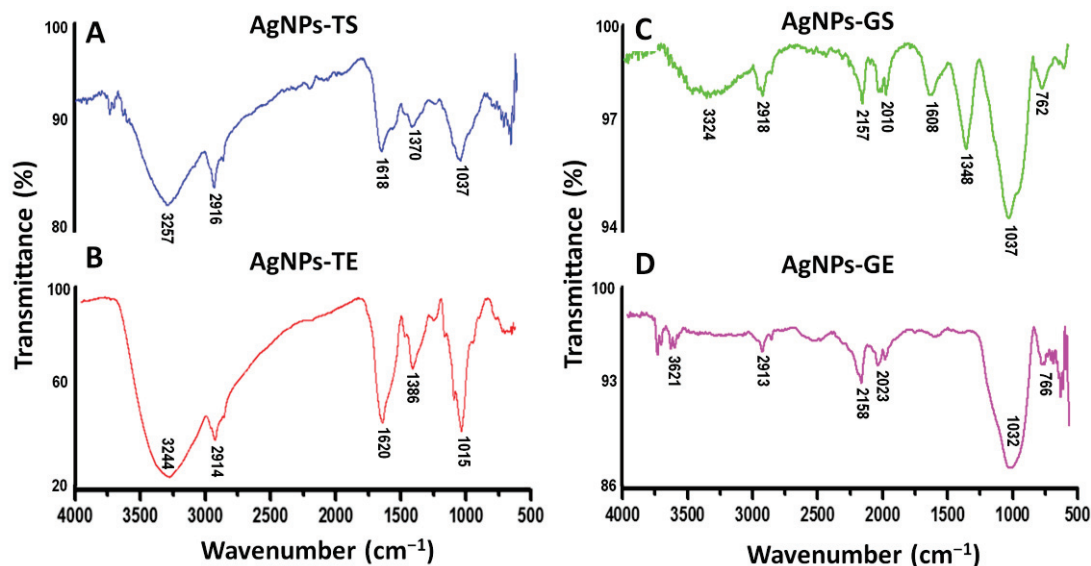 A
AgNPs-TS
100
90
80
3257
2916
1618
1370
1037
B
AgNPs-TE
100
60
20
3244
2914
1620
1386
1015
4000 3500 3000 2500 2000 1500 1000 500
Wavenumber (cm⁻¹)
Transmittance (%)
C
AgNPs-GS
100
97
94
3324
2918
2157
2010
1608
1348
1037
762
D
AgNPs-GE
100
93
86
3621
2913
2158
2023
1032
766
4000 3500 3000 2500 2000 1500 1000 500
Wavenumber (cm⁻¹)
Transmittance (%)